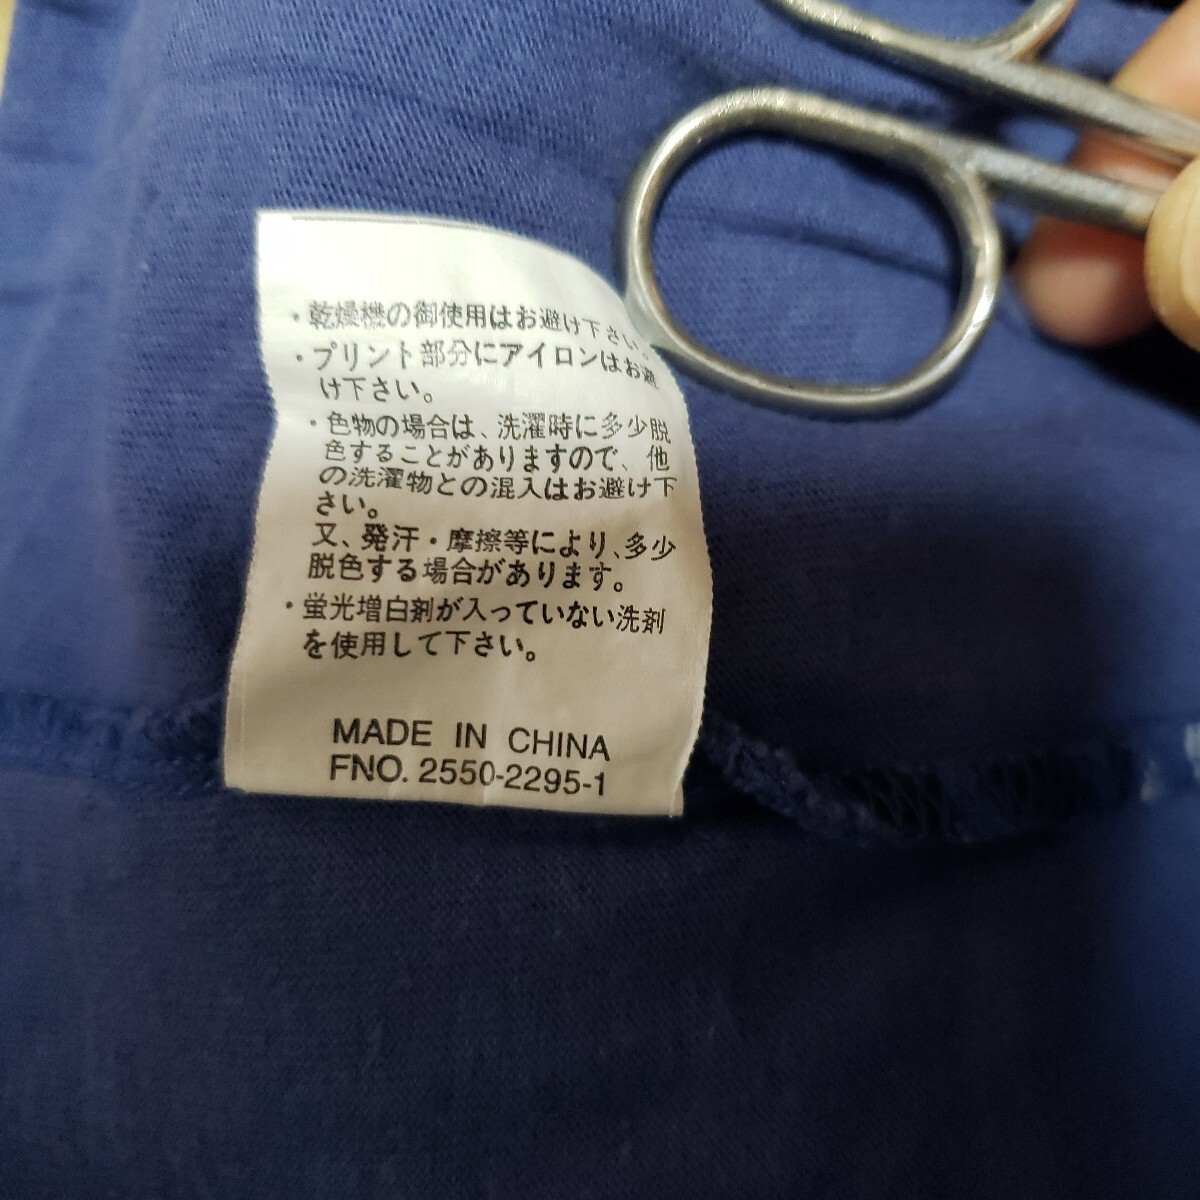 ・乾燥機の御使用はお避け下さい。
・プリント部分にアイロンはお避
け下さい。
・色物の場合は、洗濯時に多少脱
色することがありますので、他
の洗濯物との混入はお避け下
さい。
又、発汗・摩擦等により、多少
脱色する場合があります。
・蛍光増白剤が入っていない洗剤
を使用して下さい。
MADE IN CHINA
FNO. 2550-2295-1